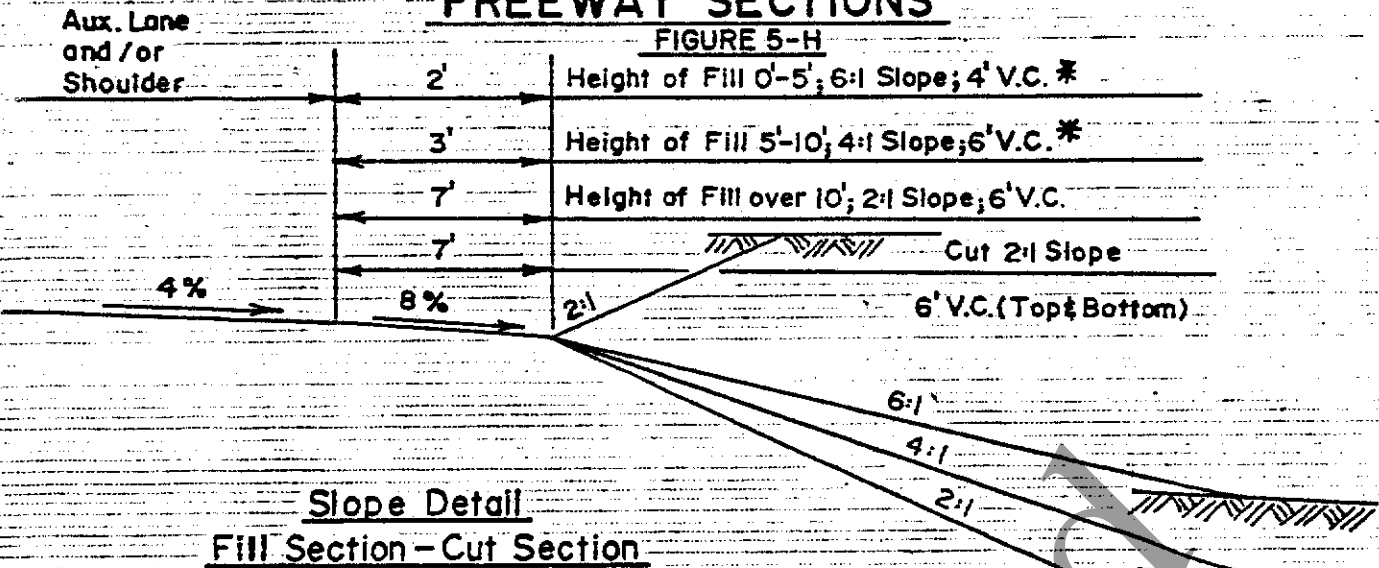 FREEWAY SECTIONS
FIGURE 5-H
Aux. Lane
and /or
Shoulder
2' Height of Fill 0'-5'; 6:1 Slope; 4' V.C. *
3' Height of Fill 5'-10'; 4:1 Slope; 6' V.C. *
7' Height of Fill over 10'; 2:1 Slope; 6' V.C.
7' Cut 2:1 Slope
4% 8% 2:1 6' V.C. (Top & Bottom)
6:1
4:1
2:1
Slope Detail
Fill Section - Cut Section